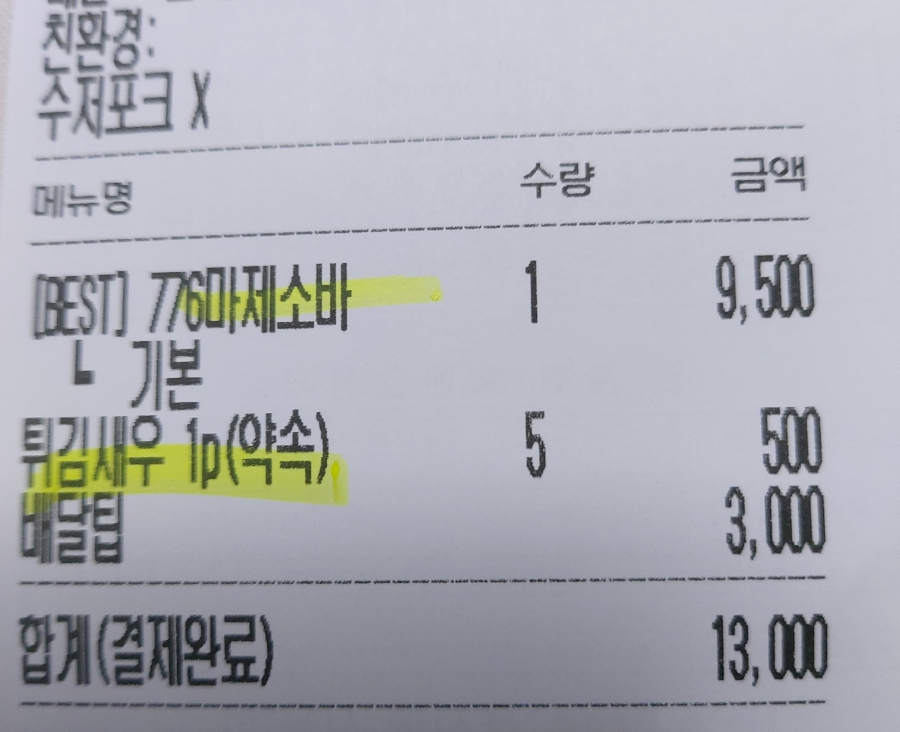 친환경:
수저포크 X
메뉴명 수량 금액
[BEST] 776마제소바 1 9,500
┗ 기본
튀김새우 1p(약속) 5 500
배달팁 3,000
합계(결제완료) 13,000